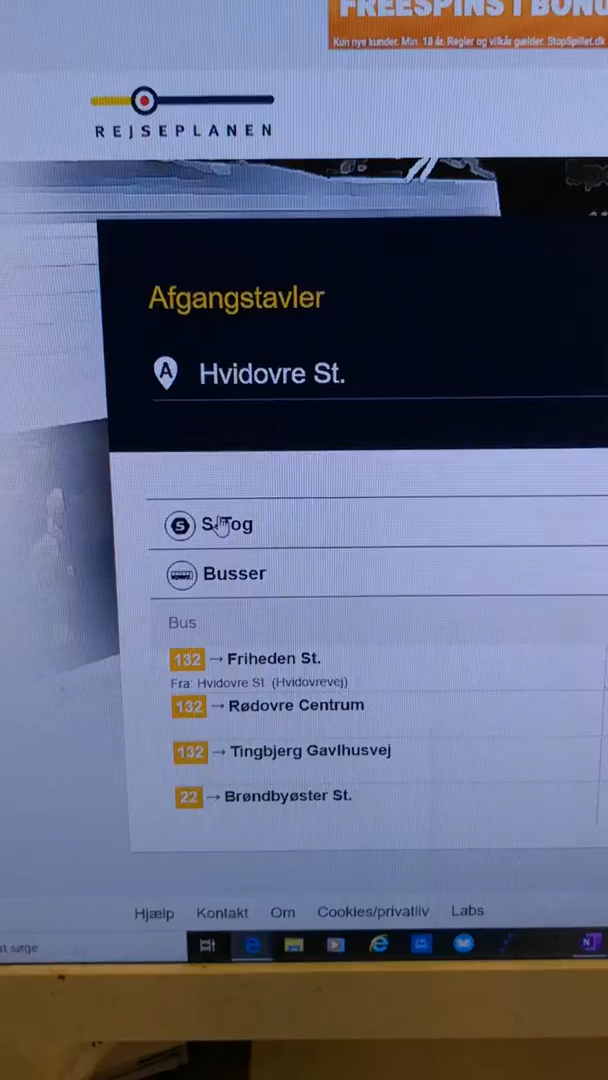 FREESPINS I BONU
Kun nye kunder. Min. 18 år. Regler og vilkår gælder. StopSpillet.dk
REJSEPLANEN
Afgangstavler
A
Hvidovre St.
S
Busser
Bus
132 → Friheden St.
Fra: Hvidovre St. (Hvidovrevej)
132 → Rødovre Centrum
132 → Tingbjerg Gavlhusvej
22 → Brøndbyøster St.
Hjælp Kontakt Om Cookies/privatliv Labs
at søge
N